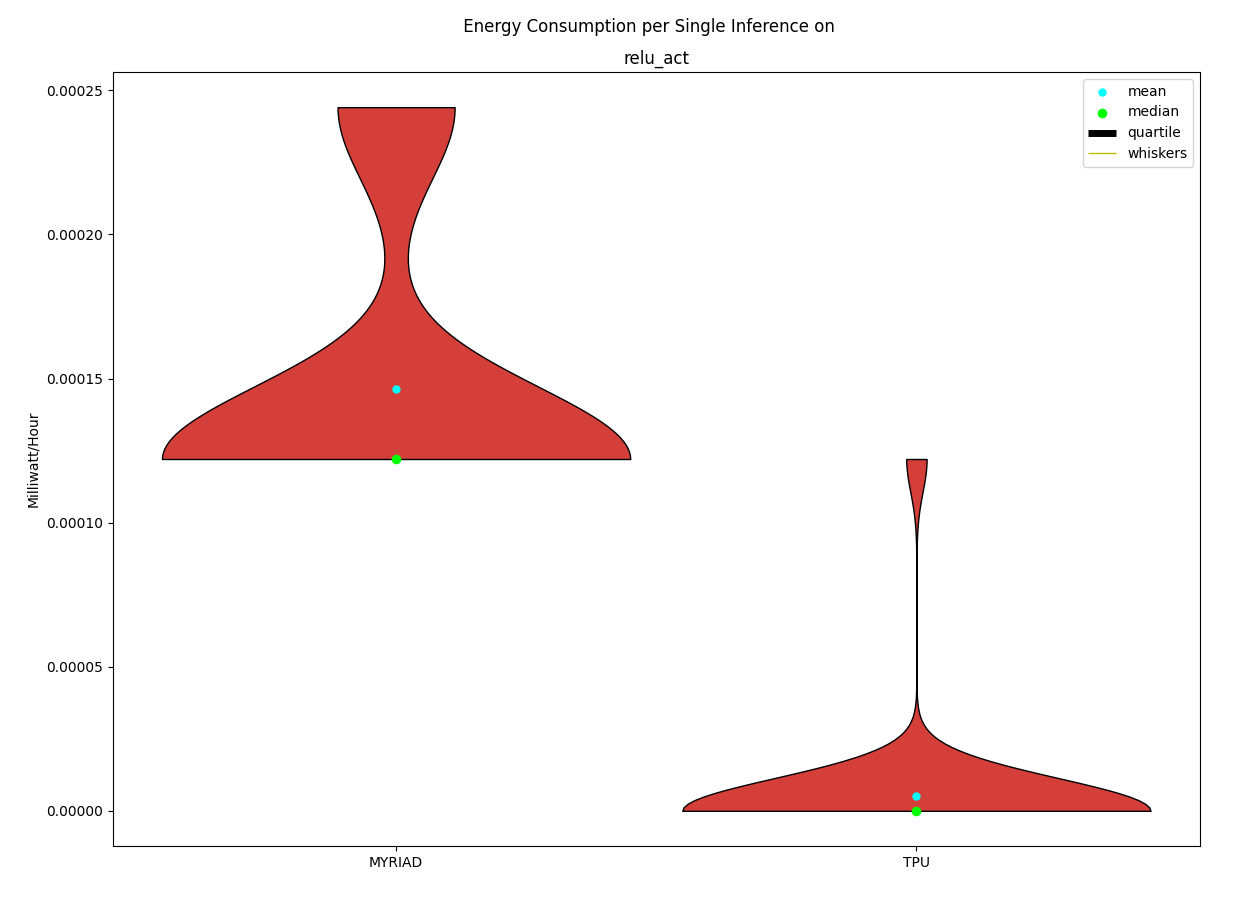 Energy Consumption per Single Inference on
relu_act
0.00025
0.00020
0.00015
0.00010
0.00005
0.00000
Milliwatt/Hour
mean
median
quartile
whiskers
MYRIAD
TPU